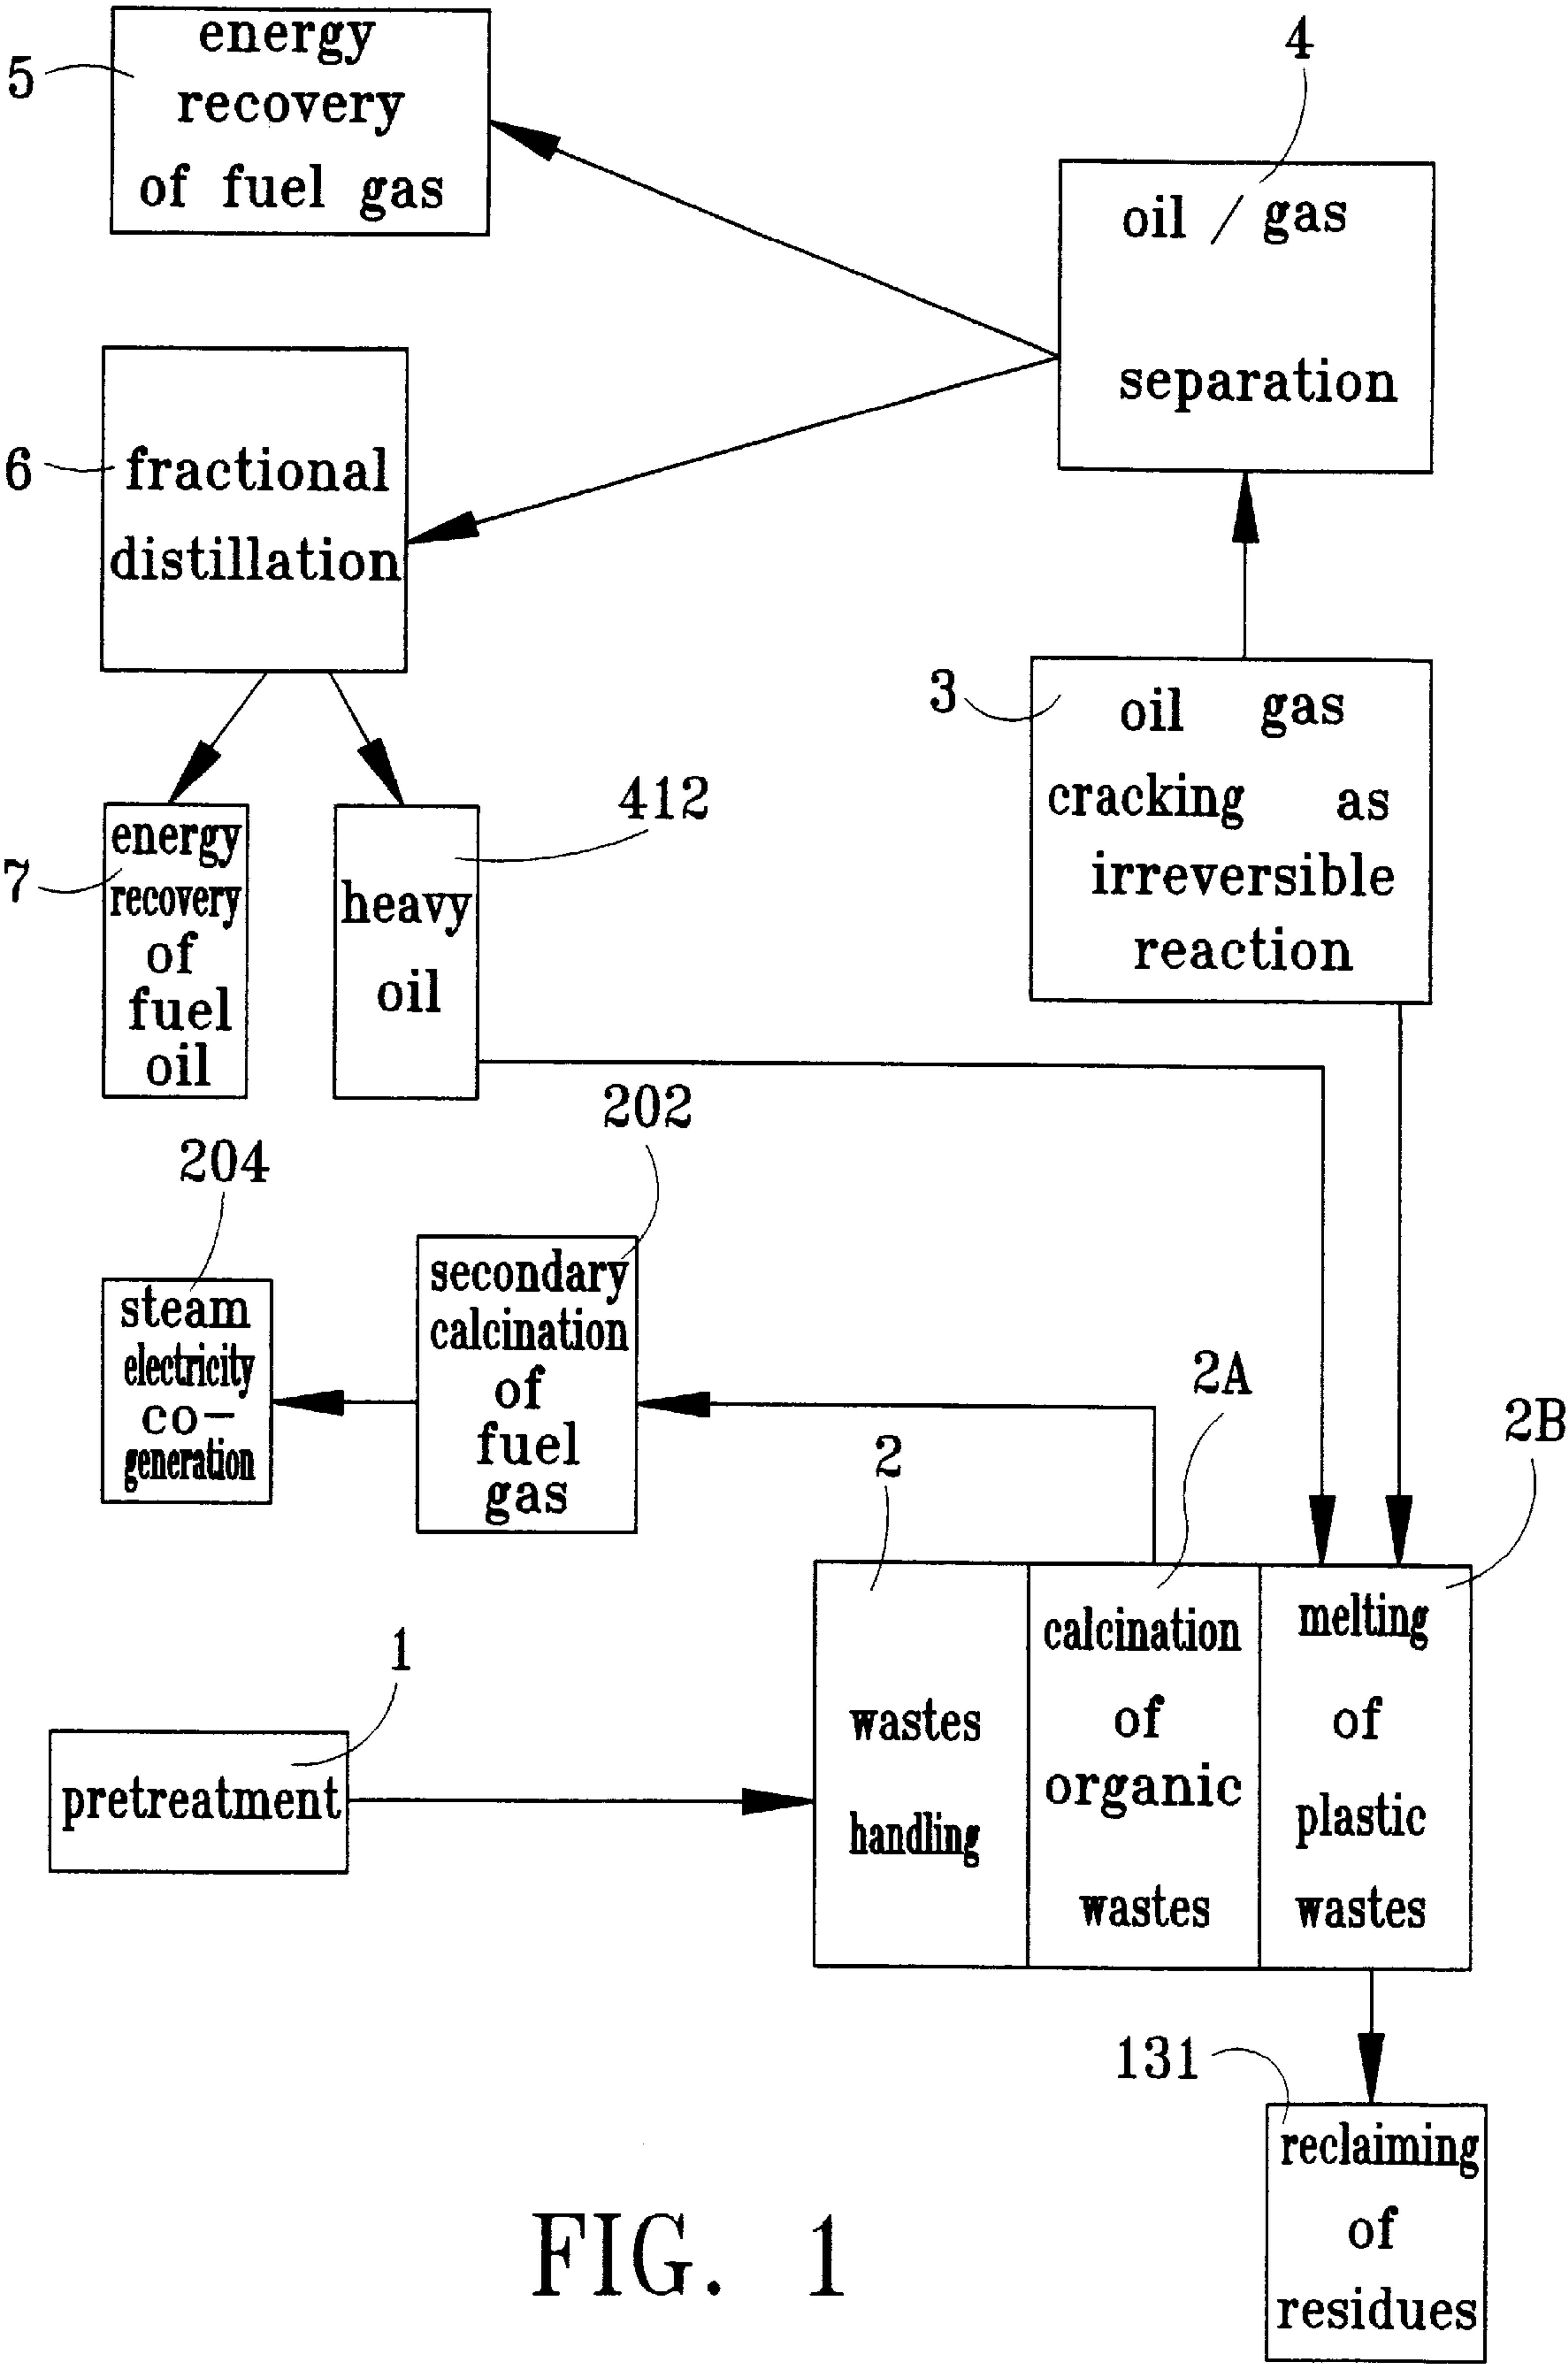 5
energy
recovery
of fuel gas
4
oil / gas
separation
6
fractional
distillation
3
oil gas
cracking as
irreversible
reaction
7
energy
recovery
of
fuel
oil
412
heavy
oil
204
steam
electricity
co-
generation
202
secondary
calcination
of
fuel
gas
1
pretreatment
2
wastes
handling
2A
calcination
of
organic
wastes
2B
melting
of
plastic
wastes
131
reclaiming
of
residues
FIG. 1